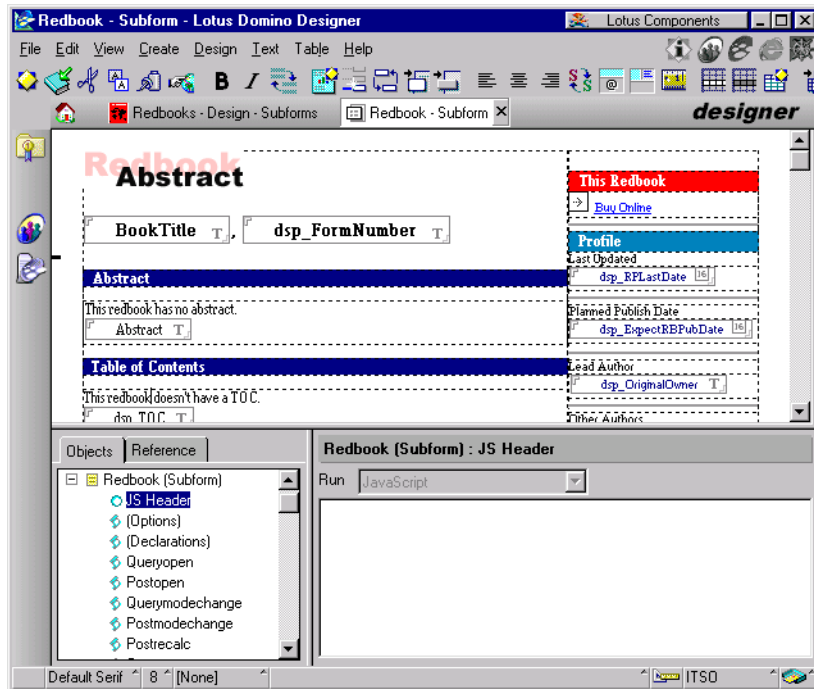 Redbook - Subform - Lotus Domino Designer
Lotus Components
File Edit View Create Design Text Table Help
B I
@
Redbooks - Design - Subforms
Redbook - Subform
designer
Redbook
Abstract
BookTitle T, dsp_FormNumber T
Abstract
This redbook has no abstract.
Abstract T
Table of Contents
This redbook doesn't have a TOC.
dsp_TOC T
This Redbook
Buy Online
Profile
Last Updated
dsp_RPLastDate 16
Planned Publish Date
dsp_ExpectRBPubDate 16
Lead Author
dsp_OriginalOwner T
Other Authors
Objects Reference
Redbook (Subform)
JS Header
(Options)
(Declarations)
Queryopen
Postopen
Querymodechange
Postmodechange
Postrecalc
Redbook (Subform) : JS Header
Run JavaScript
Default Serif 8 [None]
ITSO